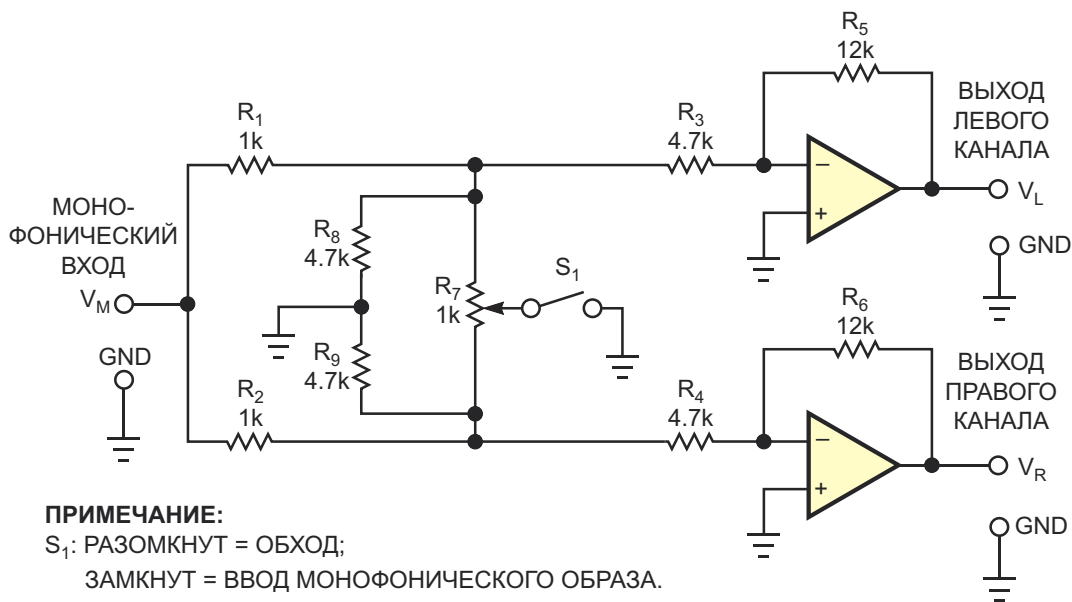 R5
12k
ВЫХОД
ЛЕВОГО
КАНАЛА
R1
1k
R3
4.7k
МОНО-
ФОНИЧЕСКИЙ
ВХОД
VM
GND
R8
4.7k
R7
1k
S1
R9
4.7k
−
+
VL
GND
R6
12k
R2
1k
R4
4.7k
ВЫХОД
ПРАВОГО
КАНАЛА
−
+
VR
GND
ПРИМЕЧАНИЕ:
S1: РАЗОМКНУТ = ОБХОД;
ЗАМКНУТ = ВВОД МОНОФОНИЧЕСКОГО ОБРАЗА.